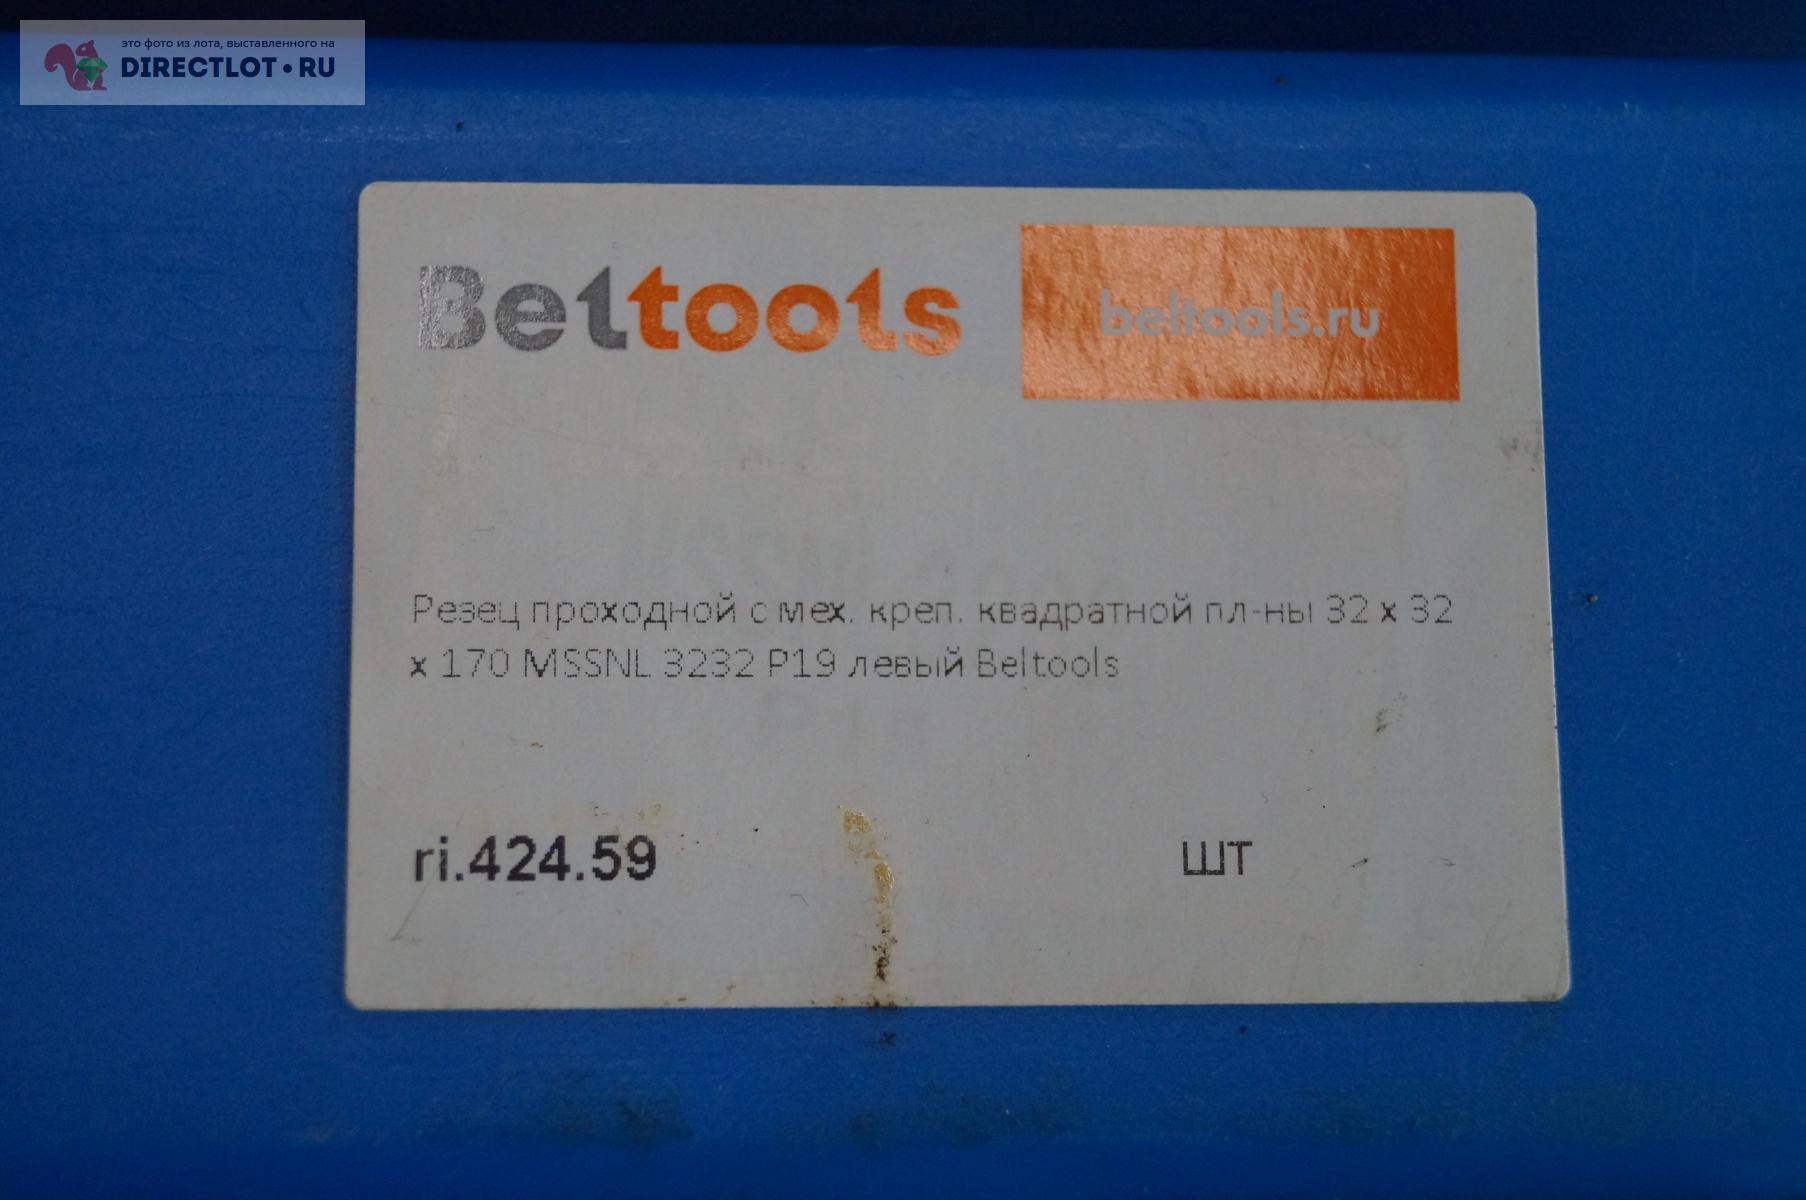 это фото из лота, выставленного на
DIRECTLOT•RU
Beltools
beltools.ru
Резец проходной с мех. креп. квадратной пл-ны 32 x 32
x 170 MSSNL 3232 P19 левый Beltools
ri.424.59
ШТ